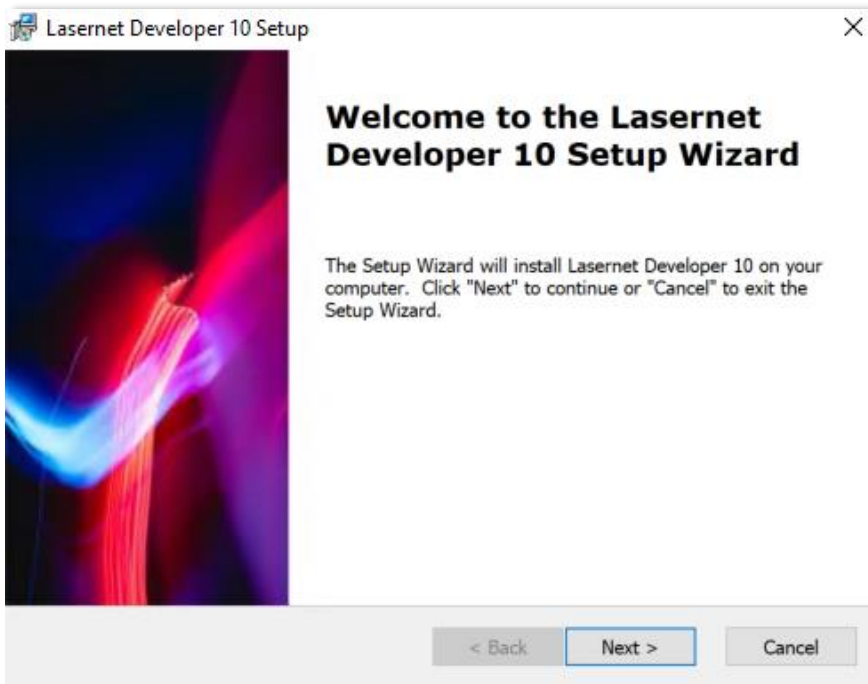 Lasernet Developer 10 Setup
Welcome to the Lasernet
Developer 10 Setup Wizard
The Setup Wizard will install Lasernet Developer 10 on your
computer. Click "Next" to continue or "Cancel" to exit the
Setup Wizard.
< Back
Next >
Cancel